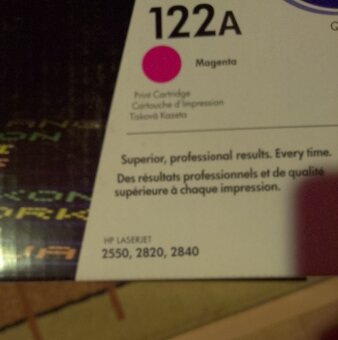 122A
Magenta
Print Cartridge
Cartouche d'Impression
Tisková Kazeta
Superior, professional results. Every time.
Des résultats professionnels et de qualité
supérieure à chaque impression.
HP LASERJET
2550, 2820, 2840